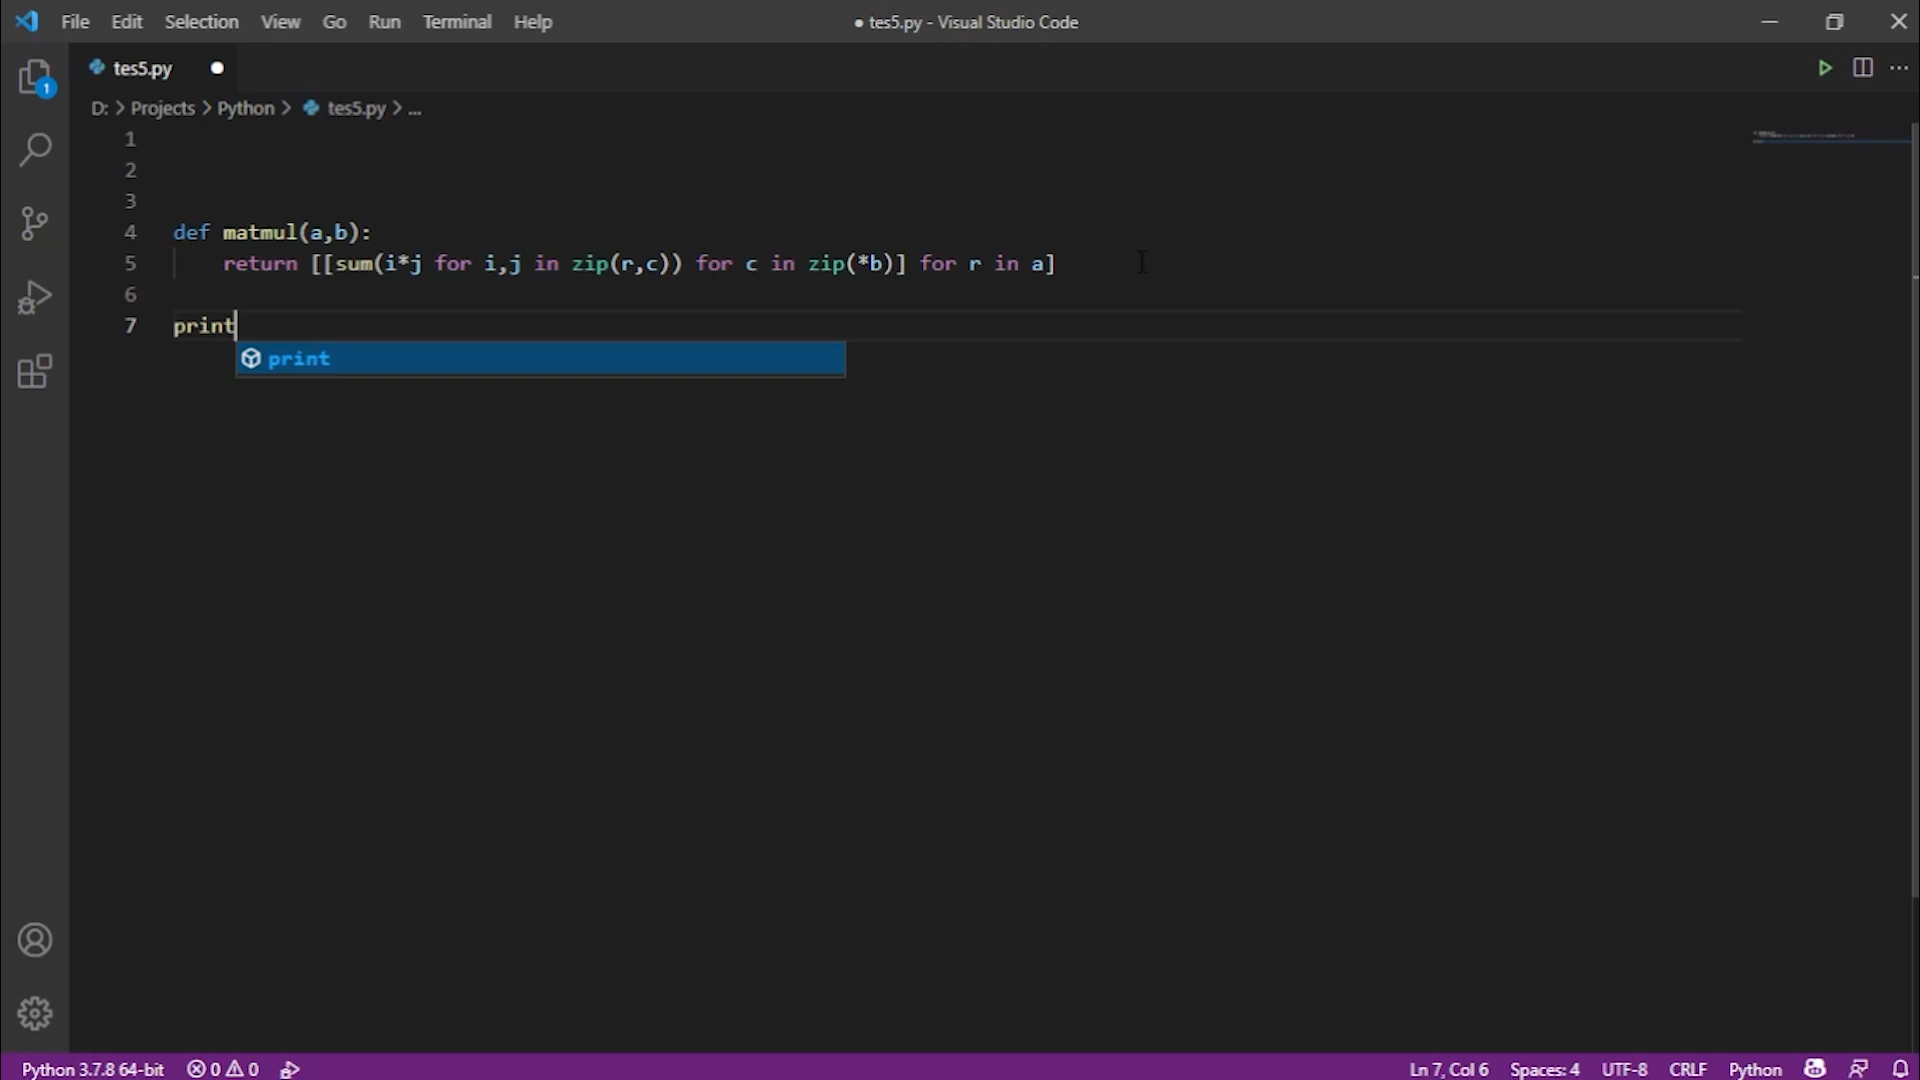 File Edit Selection View Go Run Terminal Help
● tes5.py - Visual Studio Code
1
tes5.py
D: > Projects > Python > tes5.py > ...
1
2
3
4 def matmul(a,b):
5 return [[sum(i*j for i,j in zip(r,c)) for c in zip(*b)] for r in a]
6
7 print
print
Python 3.7.8 64-bit 0 0 Ln 7, Col 6 Spaces: 4 UTF-8 CRLF Python